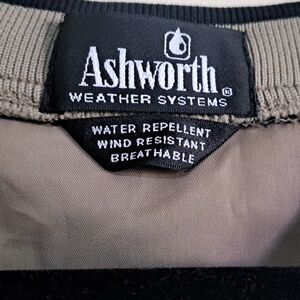 Ashworth®
WEATHER SYSTEMS
WATER REPELLENT
WIND RESISTANT
BREATHABLE